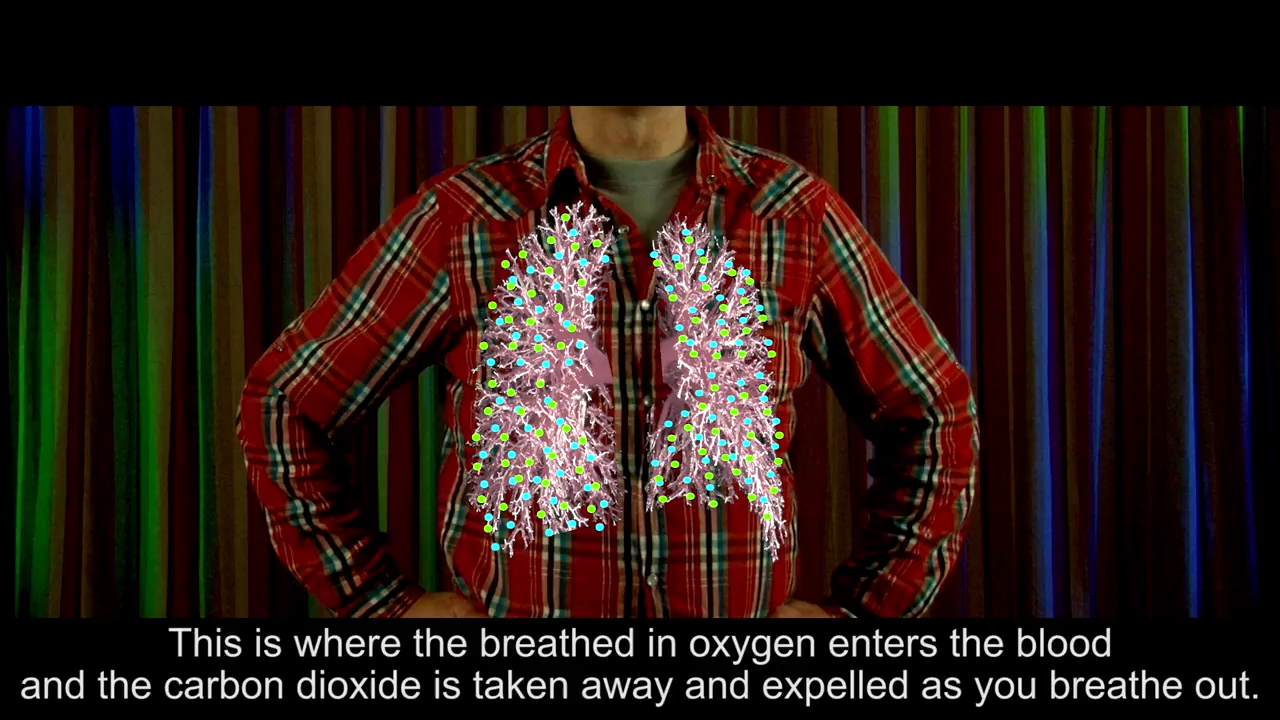 This is where the breathed in oxygen enters the blood
and the carbon dioxide is taken away and expelled as you breathe out.